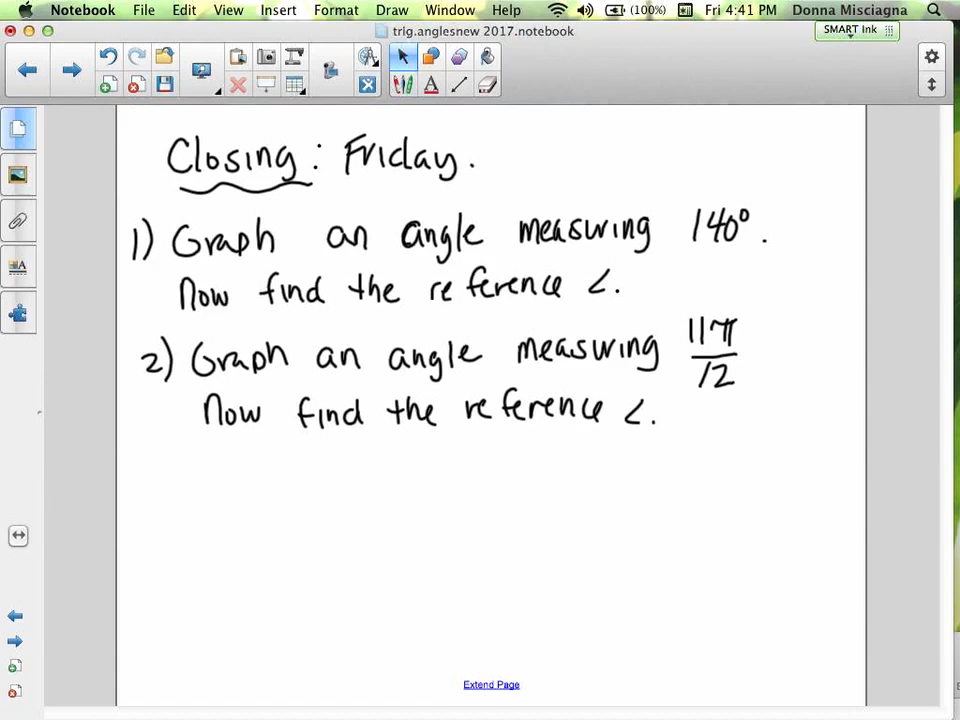 Notebook File Edit View Insert Format Draw Window Help (100%) Fri 4:41 PM Donna Misciagna
trig.anglesnew 2017.notebook
SMART Ink
Closing: Friday.
1) Graph an angle measuring 140°.
Now find the reference ∠.
2) Graph an angle measuring 11π/12
Now find the reference ∠.
Extend Page